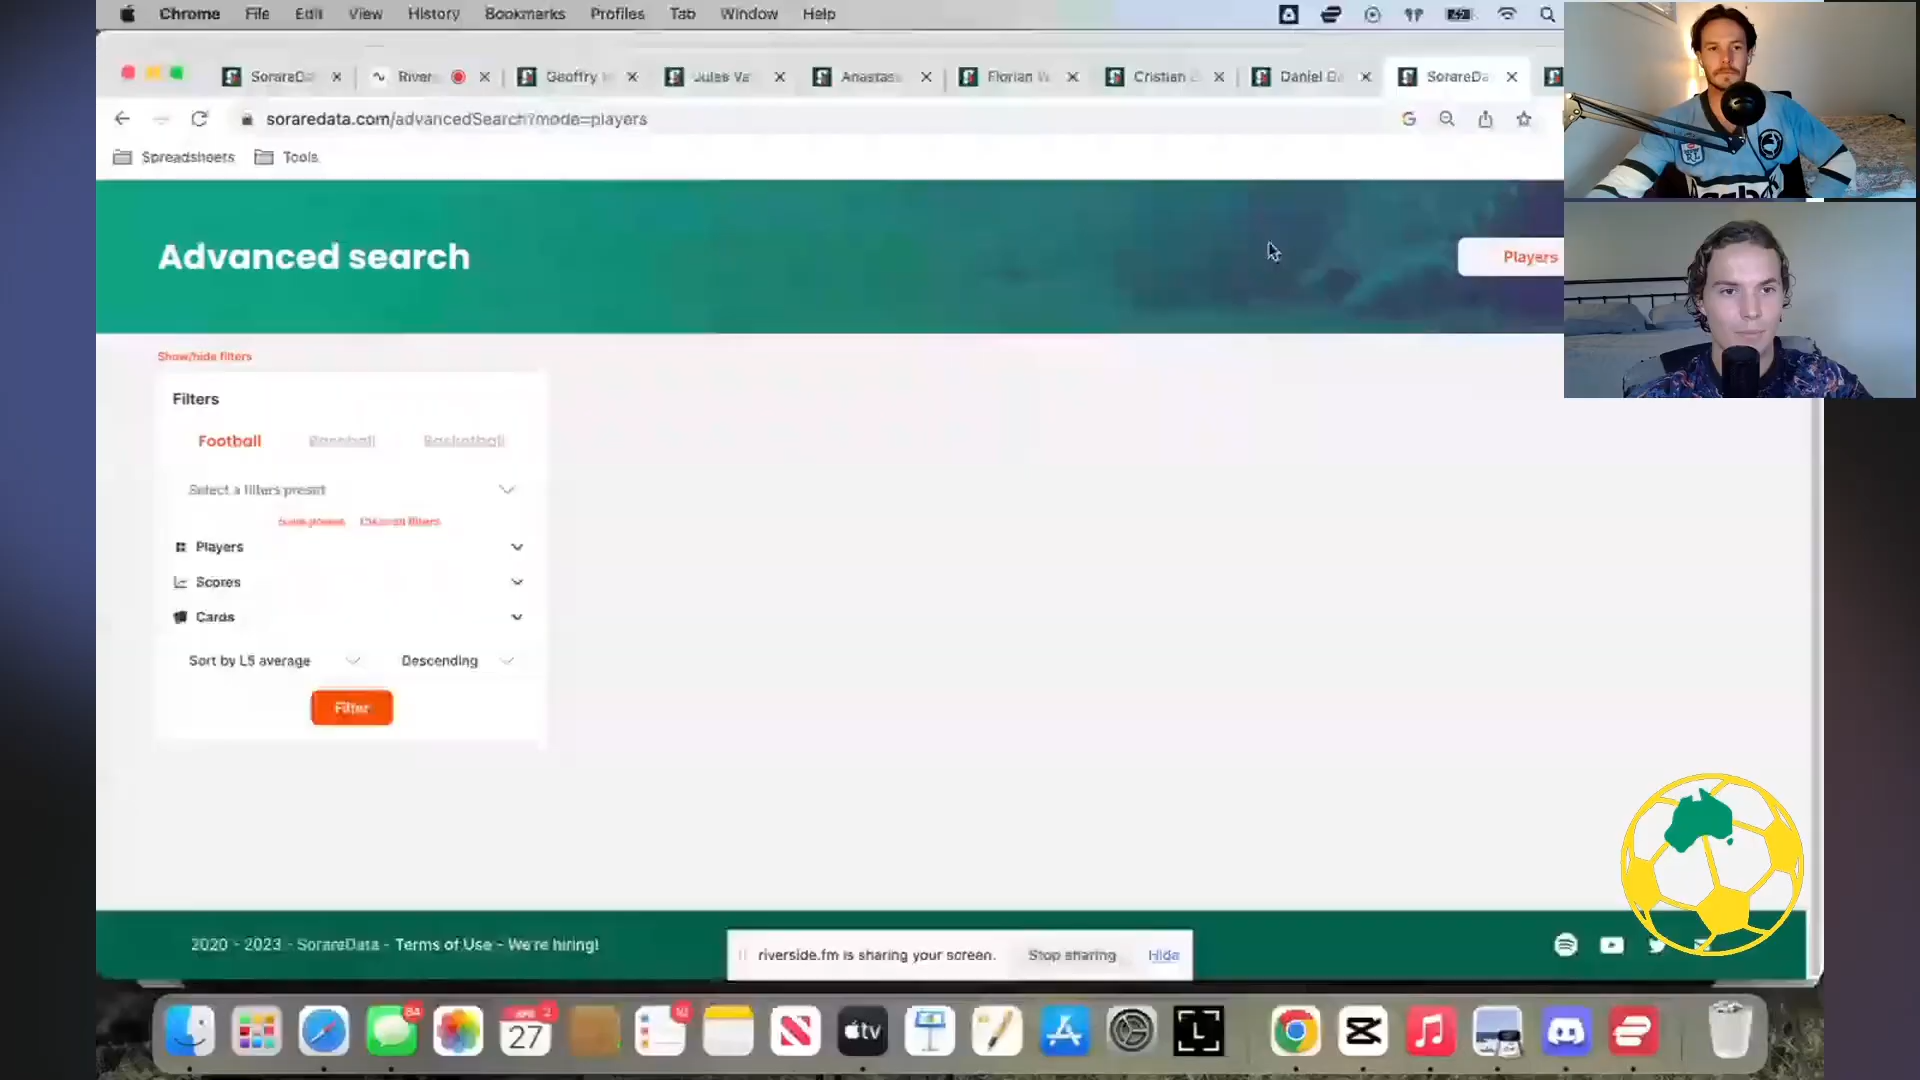 Chrome File Edit View History Bookmarks Profiles Tab Window Help
SorareDa River Geoffry Jules Va Anastas Florian Cristian Daniel SorareDa
soraredata.com/advancedSearch?mode=players
Spreadsheets Tools
Advanced search
Players
Show/hide filters
Filters
Football Baseball Basketball
Select a filters preset
Players
Scores
Cards
Sort by L5 average Descending
Filter
2020 - 2023 - SorareData - Terms of Use - We're hiring!
riverside.fm is sharing your screen. Stop sharing Hide
84
27
tv